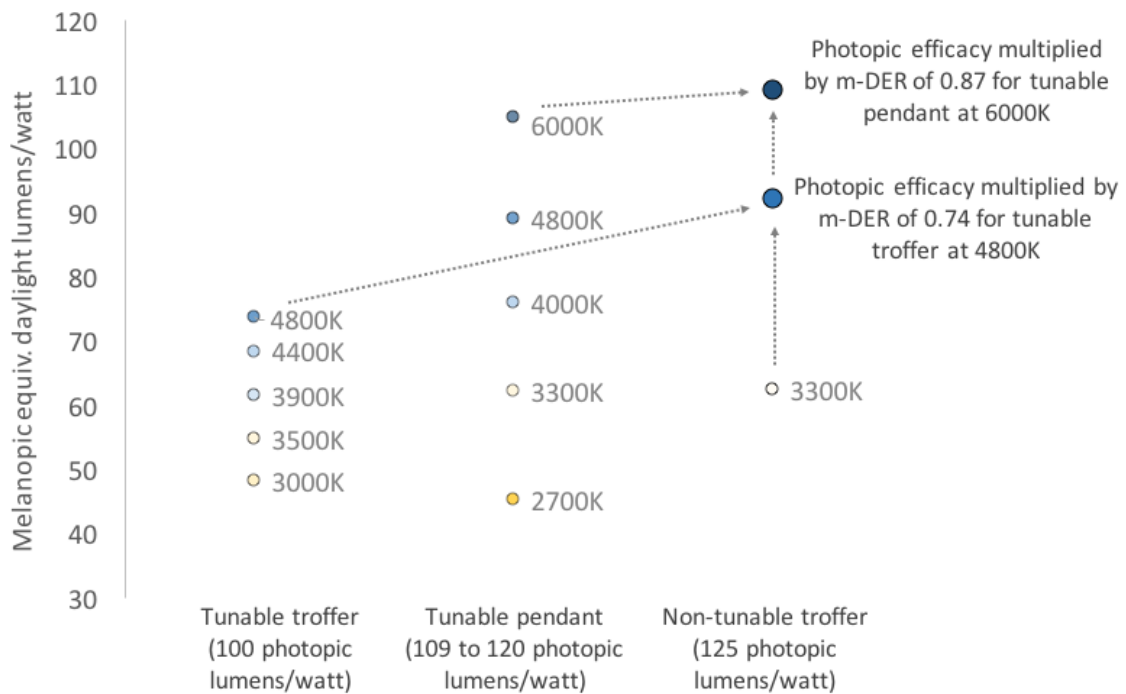 Melanopic equiv. daylight lumens/watt
120
110
100
90
80
70
60
50
40
30
4800K
4400K
3900K
3500K
3000K
6000K
4800K
4000K
3300K
2700K
3300K
Photopic efficacy multiplied
by m-DER of 0.87 for tunable
pendant at 6000K
Photopic efficacy multiplied by
m-DER of 0.74 for tunable
troffer at 4800K
Tunable troffer
(100 photopic
lumens/watt)
Tunable pendant
(109 to 120 photopic
lumens/watt)
Non-tunable troffer
(125 photopic
lumens/watt)